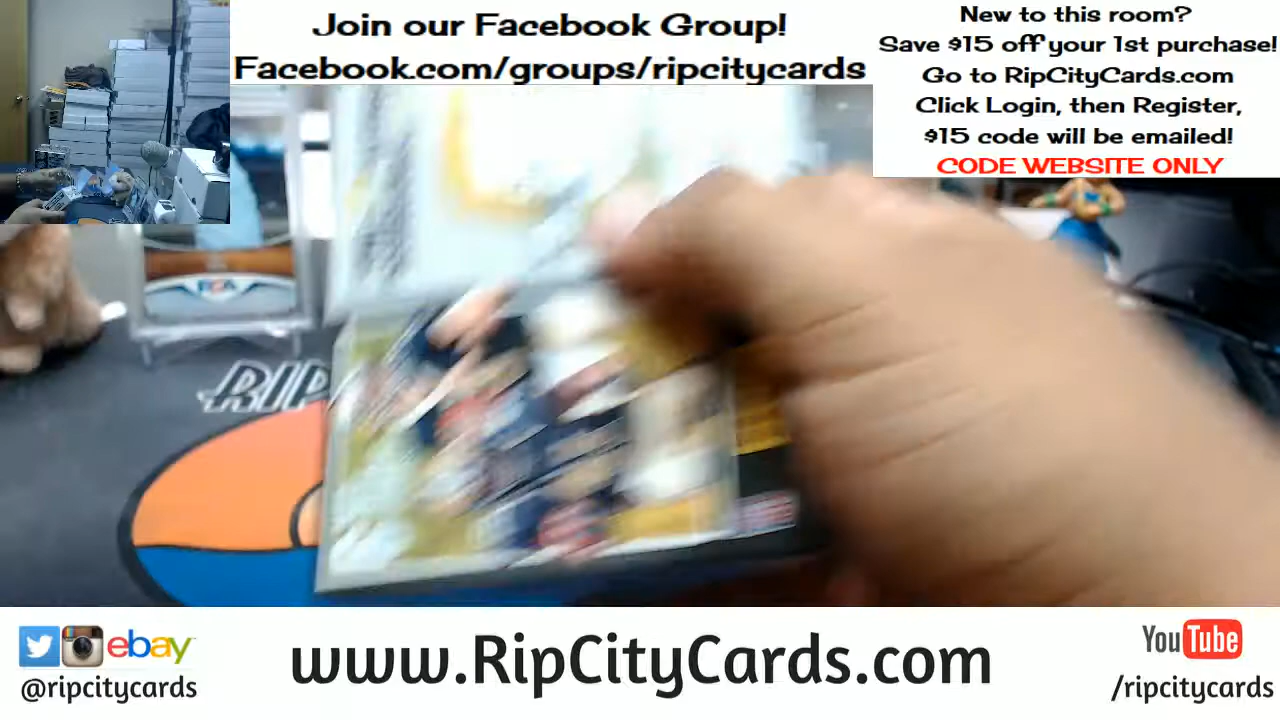 Join our Facebook Group!
Facebook.com/groups/ripcitycards
New to this room?
Save $15 off your 1st purchase!
Go to RipCityCards.com
Click Login, then Register,
$15 code will be emailed!
CODE WEBSITE ONLY
RIP
ebay
@ripcitycards
www.RipCityCards.com
YouTube
/ripcitycards